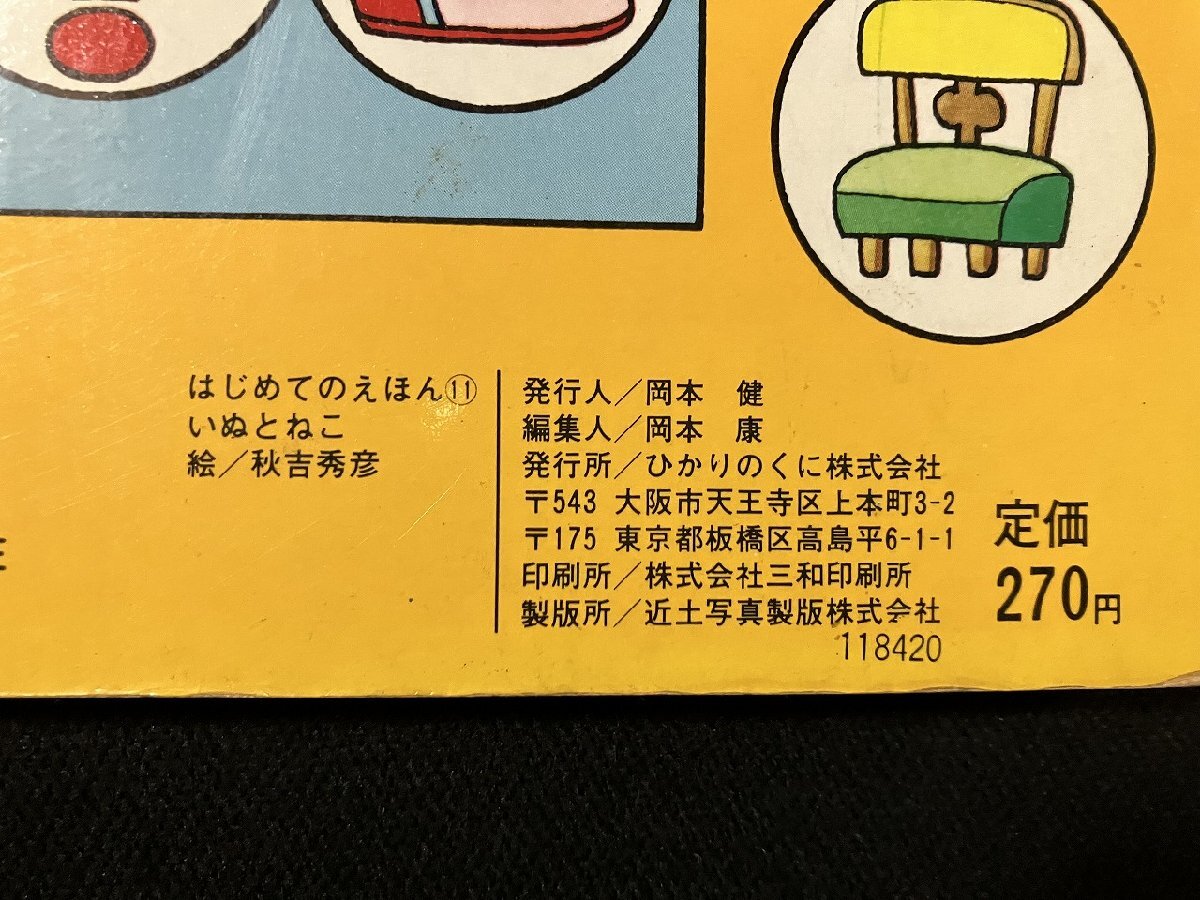 はじめてのえほん⑪
いぬとねこ
絵／秋吉秀彦
発行人／岡本 健
編集人／岡本 康
発行所／ひかりのくに株式会社
〒543 大阪市天王寺区上本町3-2
〒175 東京都板橋区高島平6-1-1
印刷所／株式会社三和印刷所
製版所／近土写真製版株式会社
118420
定価
270円